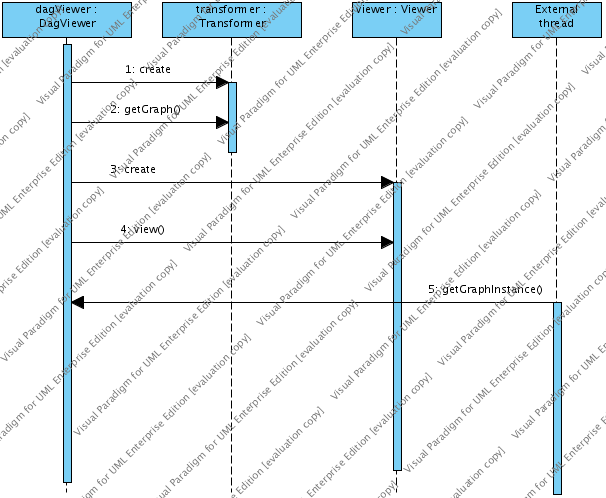 dagViewer :
DagViewer
transformer :
Transformer
viewer : Viewer
External
thread
1: create
2: getGraph()
3: create
4: view()
5: getGraphInstance()
Visual Paradigm for UML Enterprise Edition [evaluation copy]